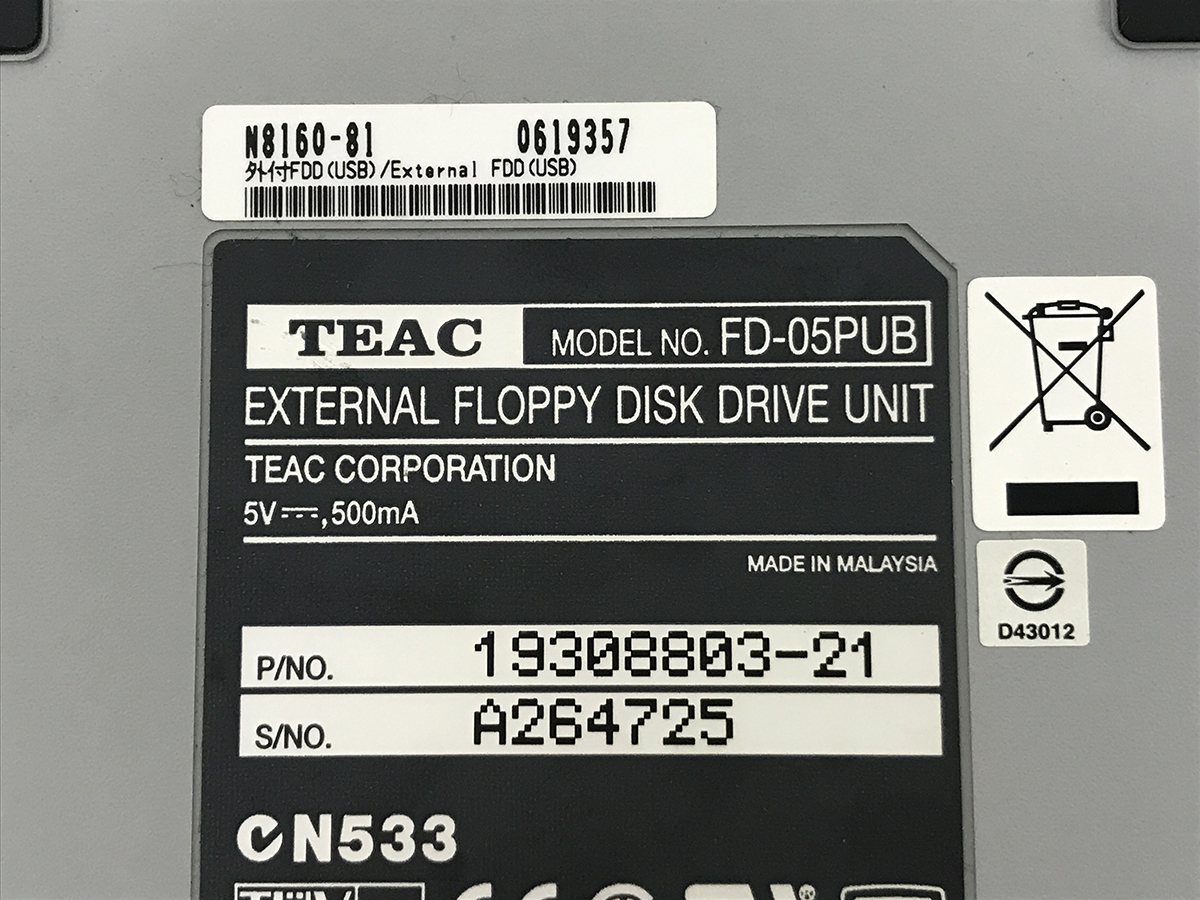 N8160-81 0619357
外付FDD(USB)/External FDD(USB)
TEAC MODEL NO. FD-05PUB
EXTERNAL FLOPPY DISK DRIVE UNIT
TEAC CORPORATION
5V⎓,500mA
MADE IN MALAYSIA
D43012
P/NO. 19308803-21
S/NO. A264725
N533